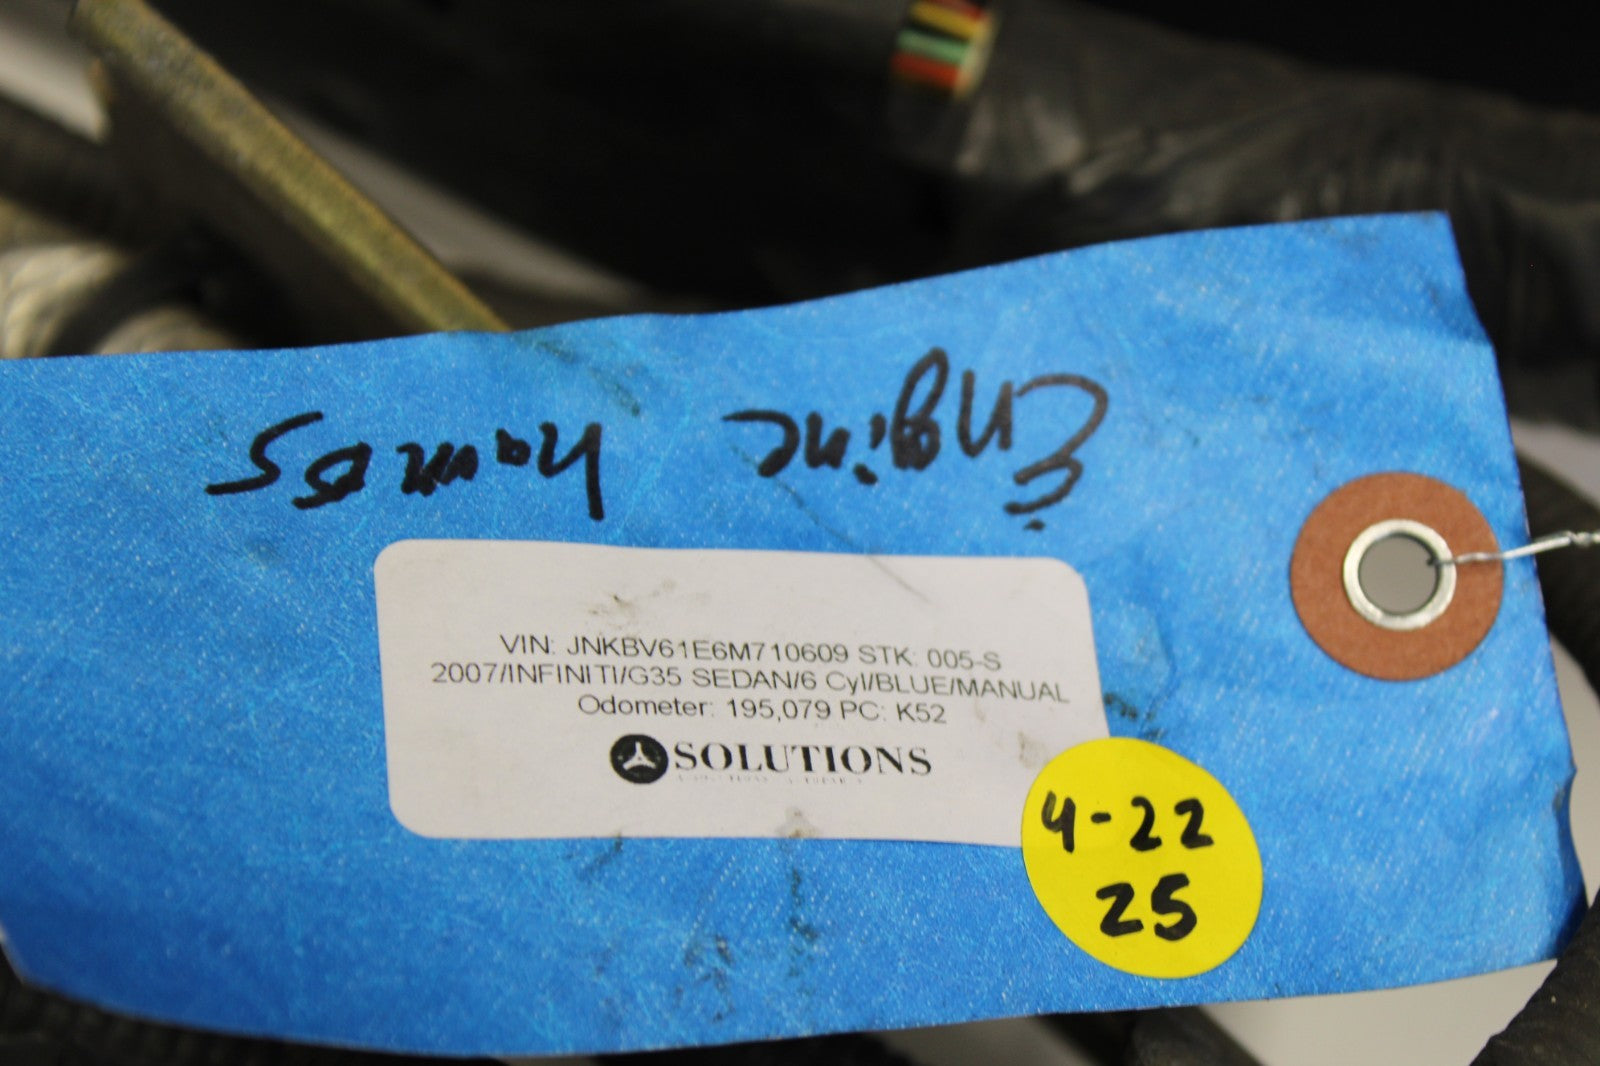 Engine harness
VIN: JNKBV61E6M710609 STK: 005-S
2007/INFINITI/G35 SEDAN/6 Cyl/BLUE/MANUAL
Odometer: 195,079 PC: K52
SOLUTIONS
4-22
25